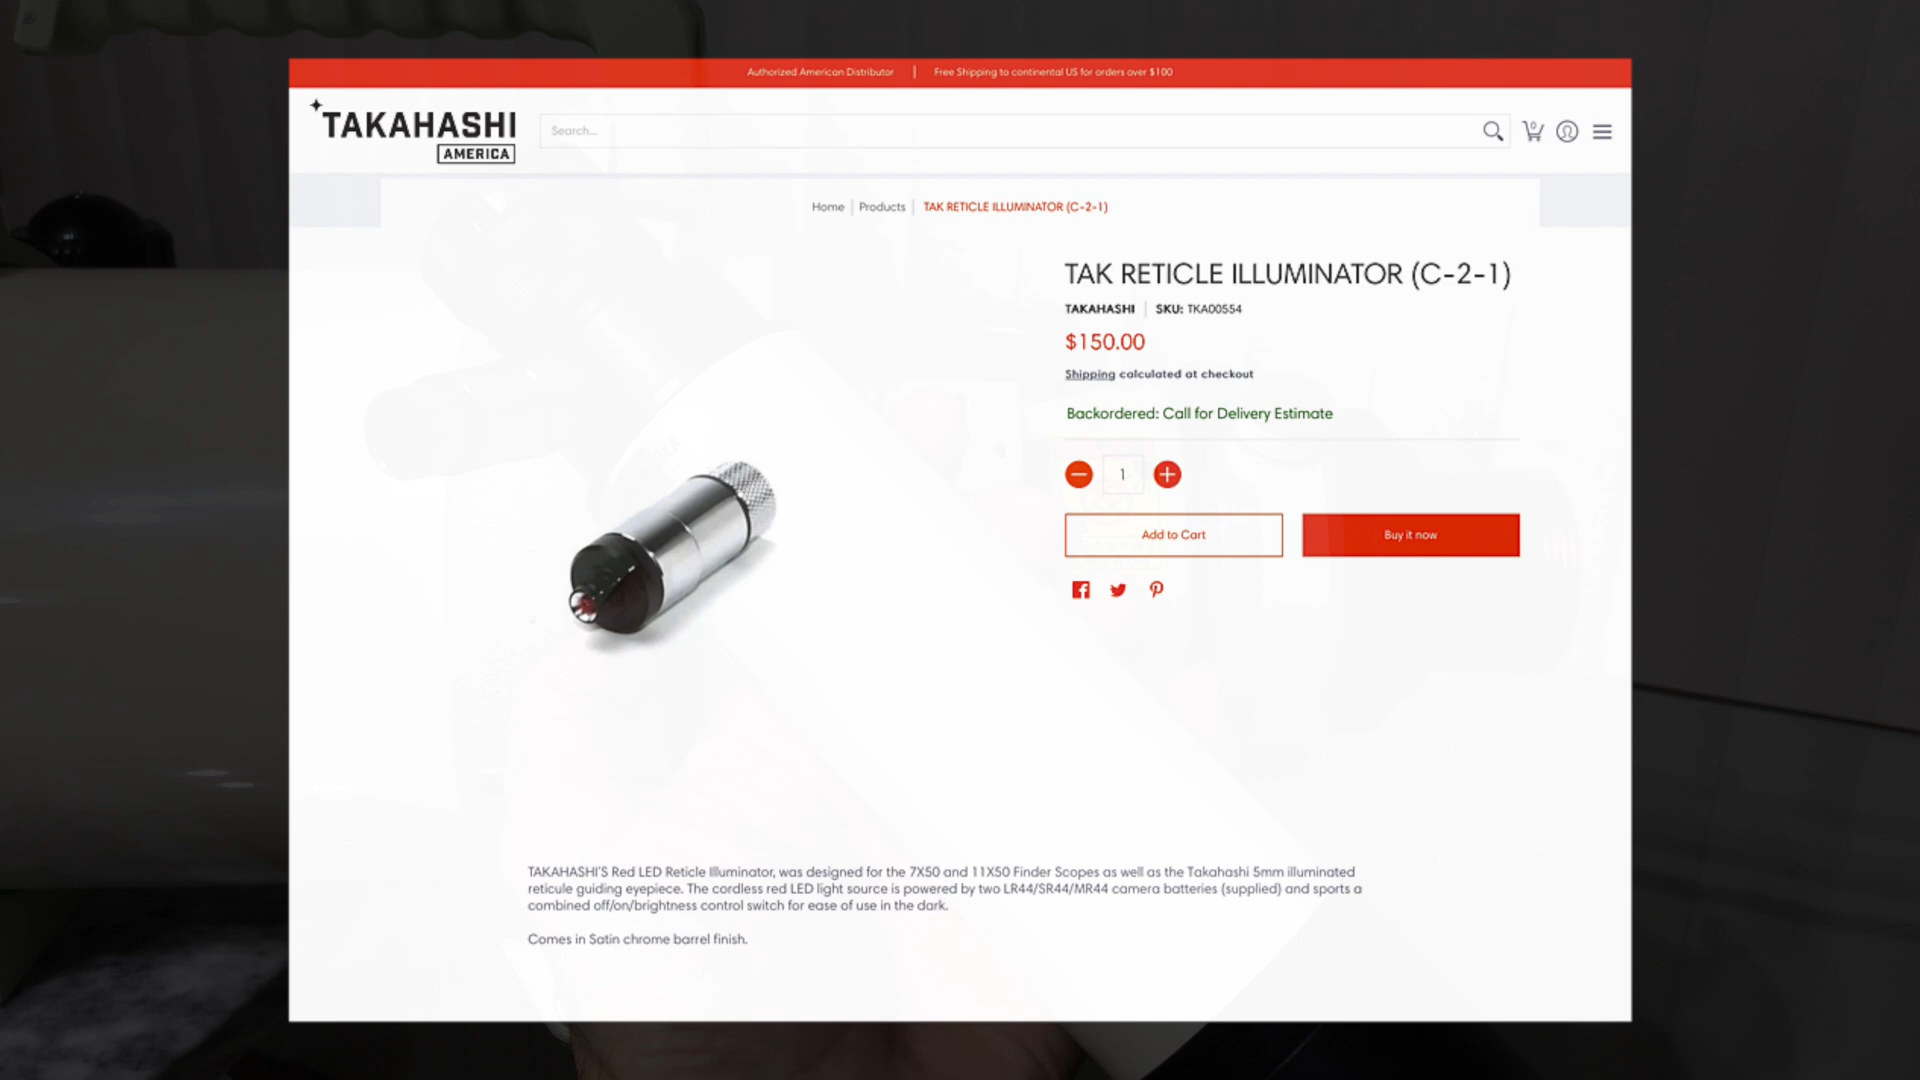 Authorized American Distributor | Free Shipping to continental US for orders over $100
TAKAHASHI
AMERICA
Search...
0
Home | Products | TAK RETICLE ILLUMINATOR (C-2-1)
TAK RETICLE ILLUMINATOR (C-2-1)
TAKAHASHI | SKU: TKA00554
$150.00
Shipping calculated at checkout
Backordered: Call for Delivery Estimate
1
Add to Cart
Buy it now
TAKAHASHI'S Red LED Reticle Illuminator, was designed for the 7X50 and 11X50 Finder Scopes as well as the Takahashi 5mm illuminated
reticule guiding eyepiece. The cordless red LED light source is powered by two LR44/SR44/MR44 camera batteries (supplied) and sports a
combined off/on/brightness control switch for ease of use in the dark.
Comes in Satin chrome barrel finish.